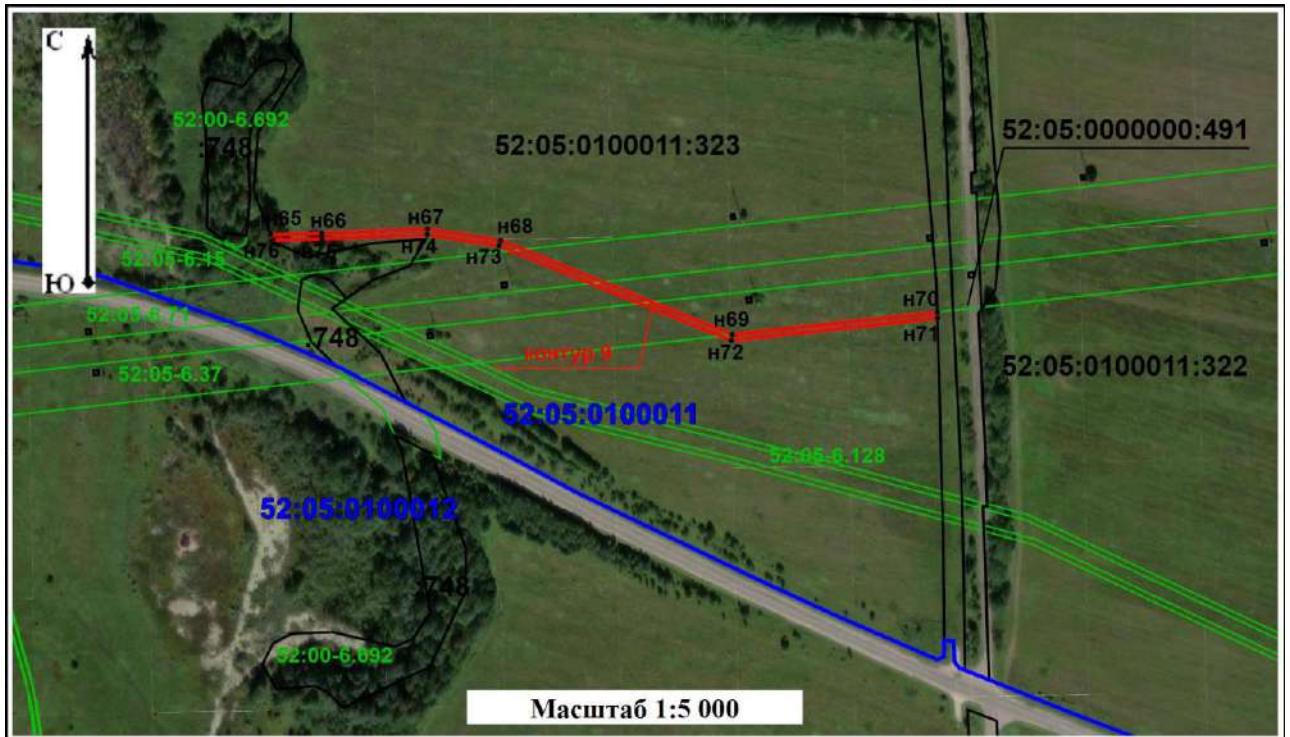 С
52:00-6.692
:748
52:05:0100011:323
52:05:0000000:491
н65
н66
н67
н68
н76
н75
н74
н73
52:05-6.15
Ю
н70
52:05-6.71
н69
н71
:748
н72
контур 9
52:05-6.37
52:05:0100011:322
52:05:0100011
52:05-6.128
52:05:0100012
:748
52:00-6.692
Масштаб 1:5 000